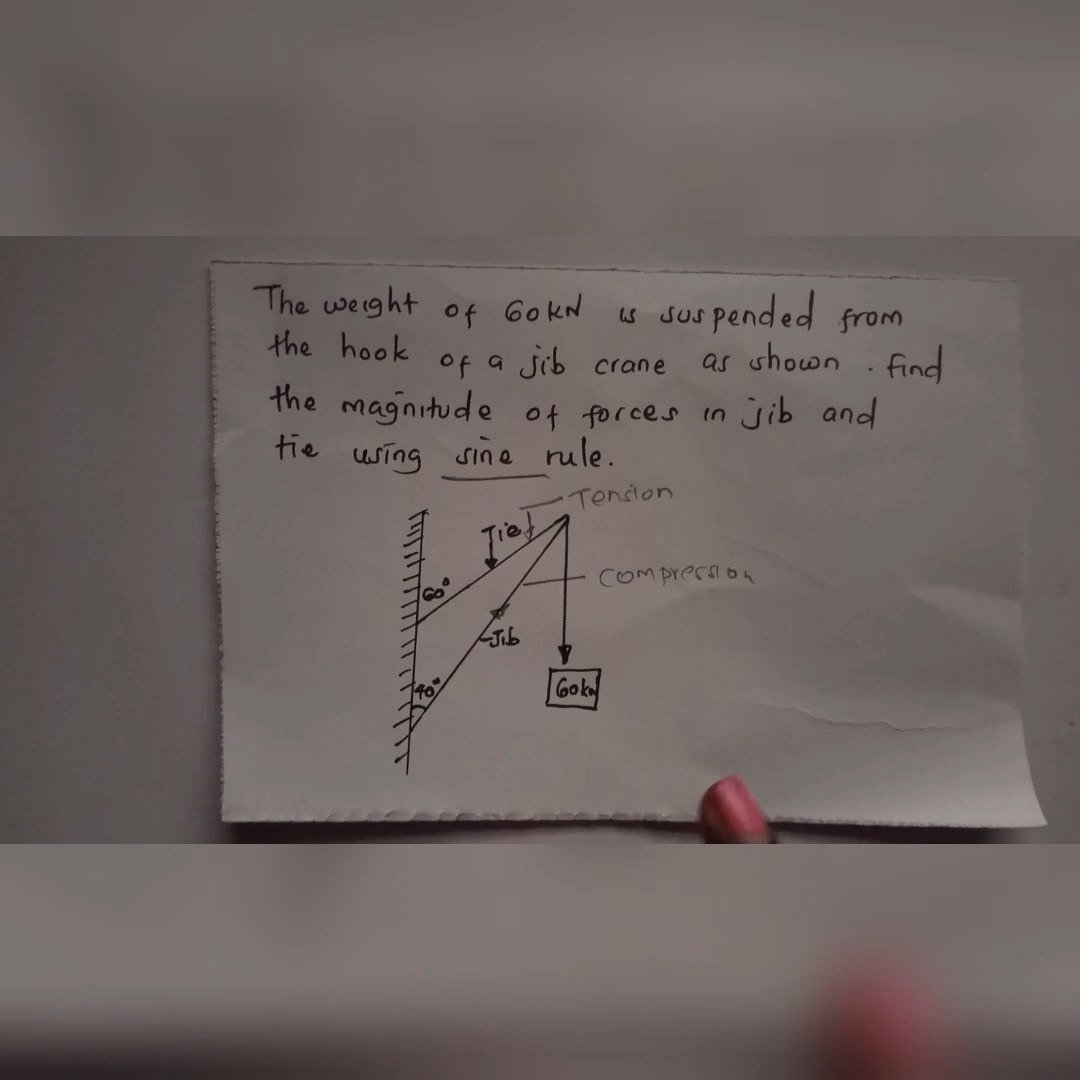 The weight of 60kN is suspended from
the hook of a jib crane as shown. find
the magnitude of forces in jib and
tie using sine rule.
Tension
Tie
compression
60°
Jib
40°
60kN